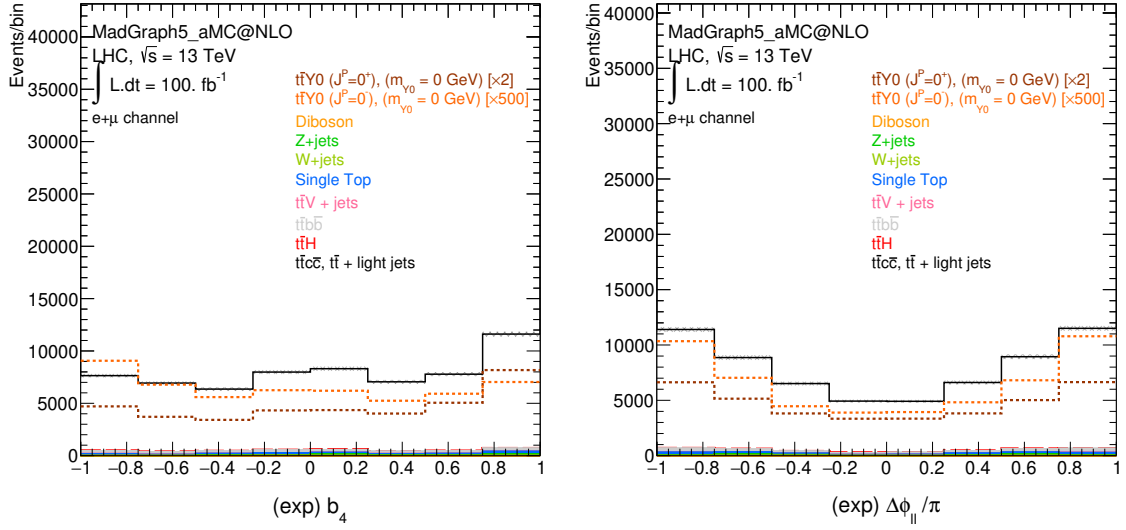 Events/bin
40000
35000
30000
25000
20000
15000
10000
5000
0
MadGraph5_aMC@NLO
LHC, √s = 13 TeV
∫ L.dt = 100. fb⁻¹
e+μ channel
tt̄Y0 (Jᴾ=0⁺), (m_Y0 = 0 GeV) [×2]
tt̄Y0 (Jᴾ=0⁻), (m_Y0 = 0 GeV) [×500]
Diboson
Z+jets
W+jets
Single Top
tt̄V + jets
tt̄bb̄
tt̄H
tt̄cc̄, tt̄ + light jets
−1 −0.8 −0.6 −0.4 −0.2 0 0.2 0.4 0.6 0.8 1
(exp) b₄
Events/bin
40000
35000
30000
25000
20000
15000
10000
5000
0
MadGraph5_aMC@NLO
LHC, √s = 13 TeV
∫ L.dt = 100. fb⁻¹
e+μ channel
tt̄Y0 (Jᴾ=0⁺), (m_Y0 = 0 GeV) [×2]
tt̄Y0 (Jᴾ=0⁻), (m_Y0 = 0 GeV) [×500]
Diboson
Z+jets
W+jets
Single Top
tt̄V + jets
tt̄bb̄
tt̄H
tt̄cc̄, tt̄ + light jets
−1 −0.8 −0.6 −0.4 −0.2 0 0.2 0.4 0.6 0.8 1
(exp) Δϕ_ll /π